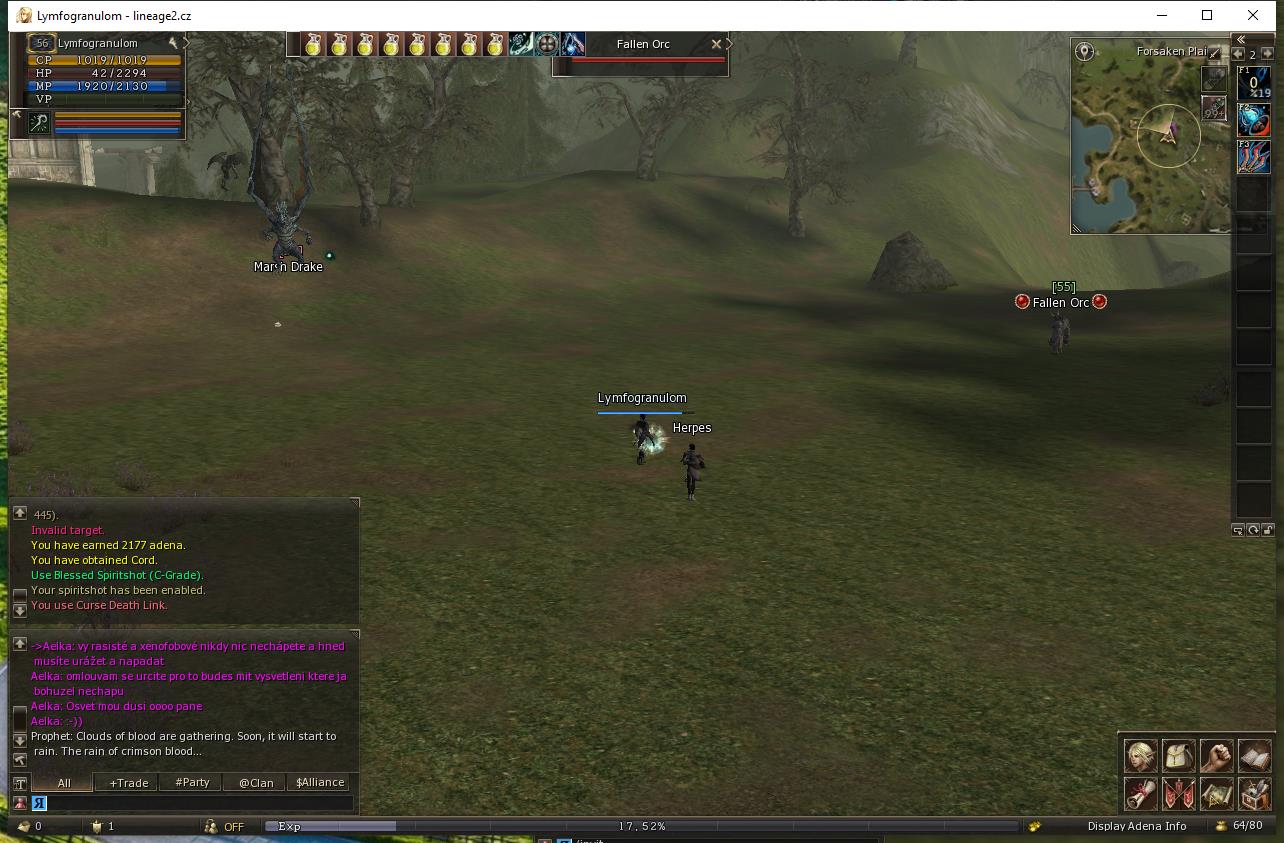 Lymfogranulom - lineage2.cz
56 Lymfogranulom
CP 1019/1019
HP 42/2294
MP 1920/2130
VP
Fallen Orc
Forsaken Plai
2
F1
0
%19
F2
F3
99+
Marsh Drake
[55]
Fallen Orc
Lymfogranulom
Herpes
445).
Invalid target.
You have earned 2177 adena.
You have obtained Cord.
Use Blessed Spiritshot (C-Grade).
Your spiritshot has been enabled.
You use Curse Death Link.
->Aelka: vy rasisté a xenofobové nikdy nic nechápete a hned
musíte urážet a napadat
Aelka: omlouvam se urcite pro to budes mit vysvetleni ktere ja
bohuzel nechapu
Aelka: Osvet mou dusi oooo pane
Aelka: :-))
Prophet: Clouds of blood are gathering. Soon, it will start to
rain. The rain of crimson blood...
All +Trade #Party @Clan $Alliance
Я
0 1 OFF Exp 17,52% Display Adena Info 64/80